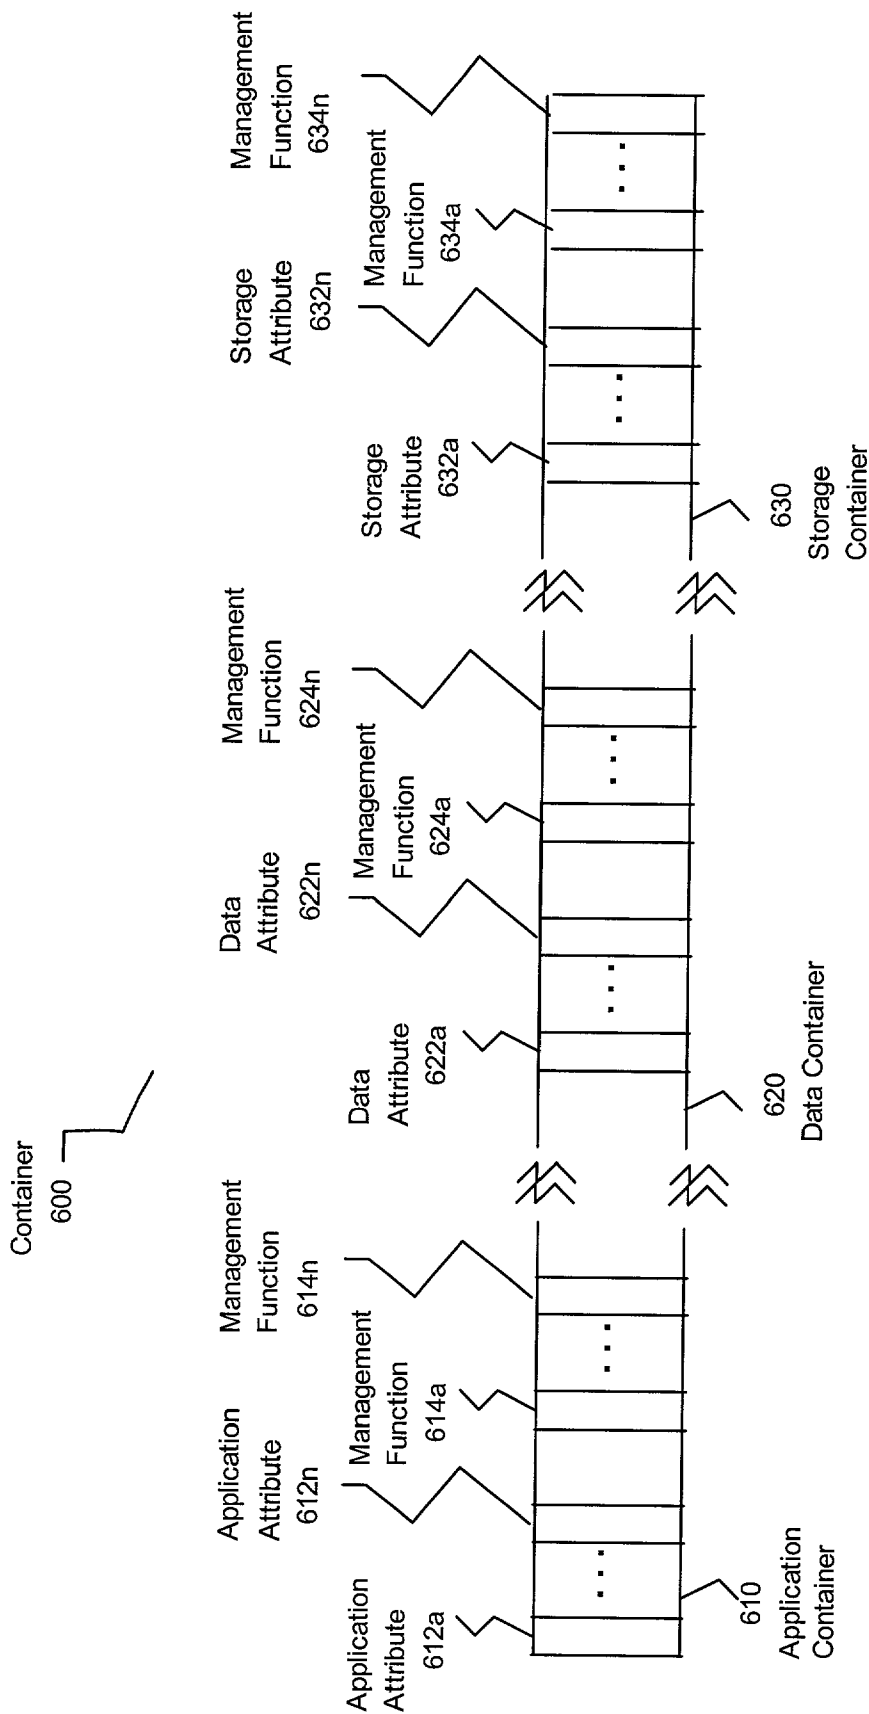 Container
600
Application
Attribute
612a
Application
Attribute
612n
Management
Function
614a
Management
Function
614n
Data
Attribute
622a
Data
Attribute
622n
Management
Function
624a
Management
Function
624n
Storage
Attribute
632a
Storage
Attribute
632n
Management
Function
634a
Management
Function
634n
610
Application
Container
620
Data Container
630
Storage
Container